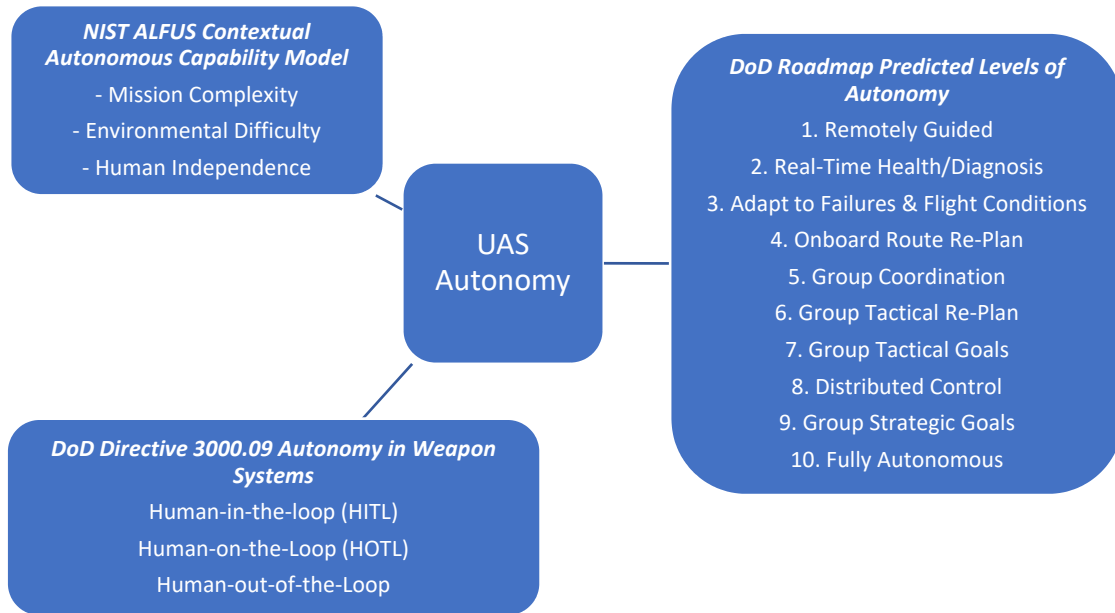 NIST ALFUS Contextual
Autonomous Capability Model
- Mission Complexity
- Environmental Difficulty
- Human Independence
UAS
Autonomy
DoD Roadmap Predicted Levels of
Autonomy
1. Remotely Guided
2. Real-Time Health/Diagnosis
3. Adapt to Failures & Flight Conditions
4. Onboard Route Re-Plan
5. Group Coordination
6. Group Tactical Re-Plan
7. Group Tactical Goals
8. Distributed Control
9. Group Strategic Goals
10. Fully Autonomous
DoD Directive 3000.09 Autonomy in Weapon
Systems
Human-in-the-loop (HITL)
Human-on-the-Loop (HOTL)
Human-out-of-the-Loop